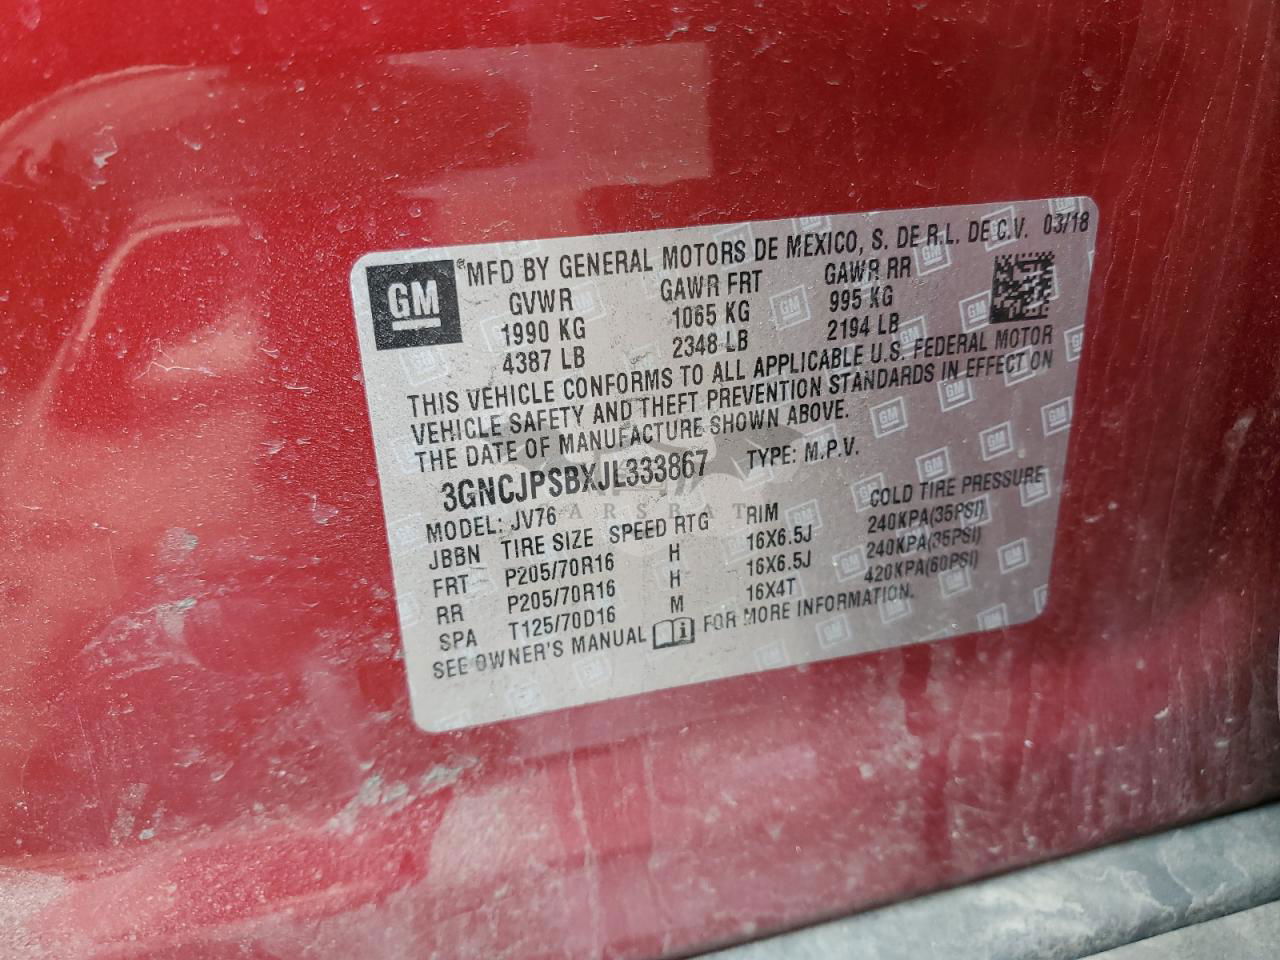 GM
®MFD BY GENERAL MOTORS DE MEXICO, S. DE R.L. DE C.V. 03/18
GVWR GAWR FRT GAWR RR
1990 KG 1065 KG 995 KG
4387 LB 2348 LB 2194 LB
THIS VEHICLE CONFORMS TO ALL APPLICABLE U.S. FEDERAL MOTOR
VEHICLE SAFETY AND THEFT PREVENTION STANDARDS IN EFFECT ON
THE DATE OF MANUFACTURE SHOWN ABOVE.
3GNCJPSBXJL333867 TYPE: M.P.V.
MODEL: JV76
JBBN TIRE SIZE SPEED RTG RIM COLD TIRE PRESSURE
FRT P205/70R16 H 16X6.5J 240KPA(35PSI)
RR P205/70R16 H 16X6.5J 240KPA(35PSI)
SPA T125/70D16 M 16X4T 420KPA(60PSI)
SEE OWNER'S MANUAL FOR MORE INFORMATION.